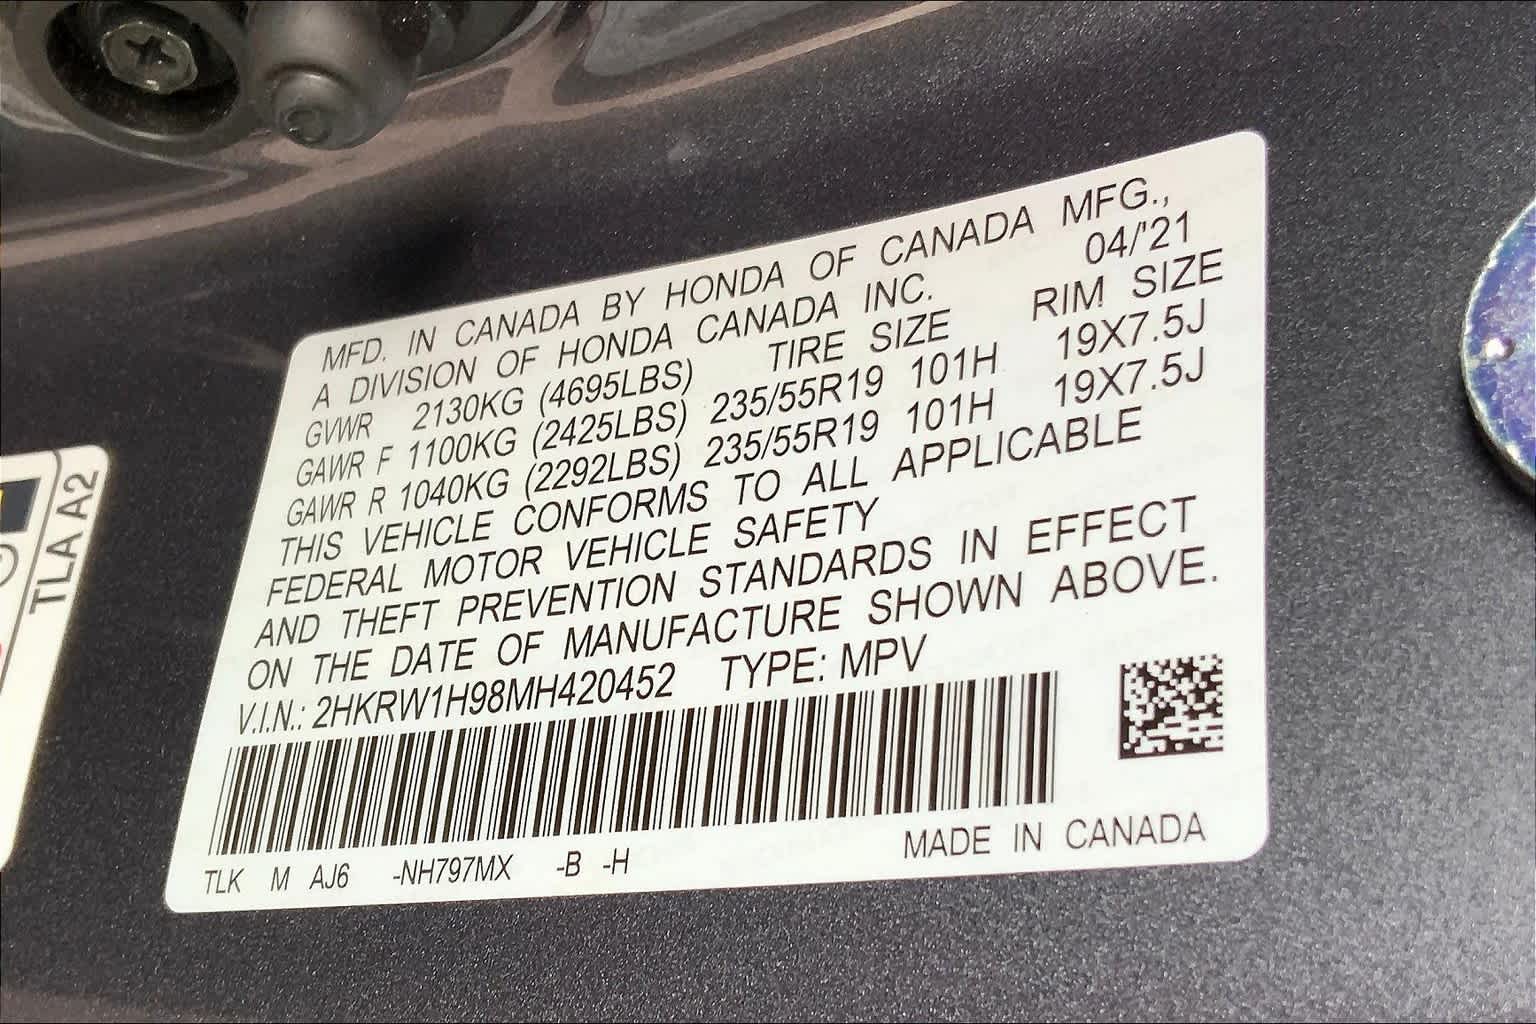 MFD. IN CANADA BY HONDA OF CANADA MFG.,
A DIVISION OF HONDA CANADA INC. 04/'21
GVWR 2130KG (4695LBS) TIRE SIZE RIM SIZE
GAWR F 1100KG (2425LBS) 235/55R19 101H 19X7.5J
GAWR R 1040KG (2292LBS) 235/55R19 101H 19X7.5J
THIS VEHICLE CONFORMS TO ALL APPLICABLE
FEDERAL MOTOR VEHICLE SAFETY
AND THEFT PREVENTION STANDARDS IN EFFECT
ON THE DATE OF MANUFACTURE SHOWN ABOVE.
V.I.N.: 2HKRW1H98MH420452 TYPE: MPV
TLK M AJ6 -NH797MX -B -H MADE IN CANADA
TLA A2